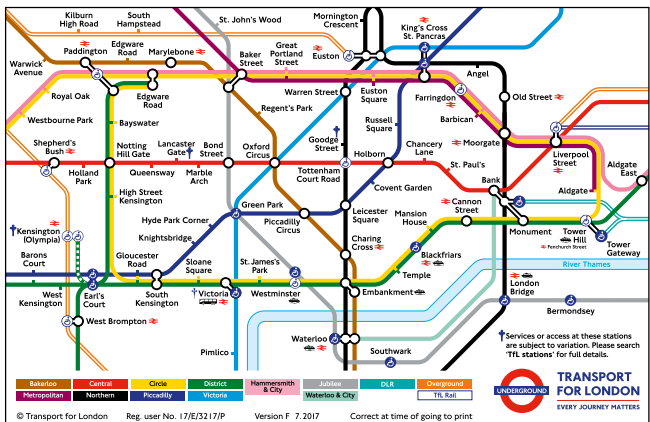 Kilburn
High Road
South
Hampstead
St. John's Wood
Mornington
Crescent
King's Cross
St. Pancras
Paddington
Edgware
Road
Marylebone
Baker
Street
Great
Portland
Street
Euston
Warwick
Avenue
Angel
Royal Oak
Edgware
Road
Warren Street
Euston
Square
Farringdon
Old Street
Westbourne Park
Bayswater
Regent's Park
Russell
Square
Barbican
Shepherd's
Bush
Notting
Hill Gate
Lancaster
Gate
Bond
Street
Oxford
Circus
Goodge
Street
Holborn
Chancery
Lane
Moorgate
Liverpool
Street
Aldgate
East
Holland
Park
Queensway
Marble
Arch
Tottenham
Court Road
St. Paul's
Bank
Aldgate
High Street
Kensington
Covent Garden
Green Park
Hyde Park Corner
Piccadilly
Circus
Leicester
Square
Mansion
House
Cannon
Street
Monument
Tower
Hill
Fenchurch Street
Tower
Gateway
Kensington
(Olympia)
Knightsbridge
Charing
Cross
Blackfriars
Barons
Court
Gloucester
Road
Sloane
Square
St. James's
Park
Temple
River Thames
West
Kensington
Earl's
Court
South
Kensington
Victoria
Westminster
Embankment
London
Bridge
West Brompton
Bermondsey
Pimlico
Waterloo
Southwark
Services or access at these stations
are subject to variation. Please search
'TfL stations' for full details.
Bakerloo
Central
Circle
District
Hammersmith
& City
Jubilee
DLR
Overground
Metropolitan
Northern
Piccadilly
Victoria
Waterloo & City
TfL Rail
UNDERGROUND
TRANSPORT
FOR LONDON
EVERY JOURNEY MATTERS
© Transport for London Reg. user No. 17/E/3217/P Version F 7.2017 Correct at time of going to print